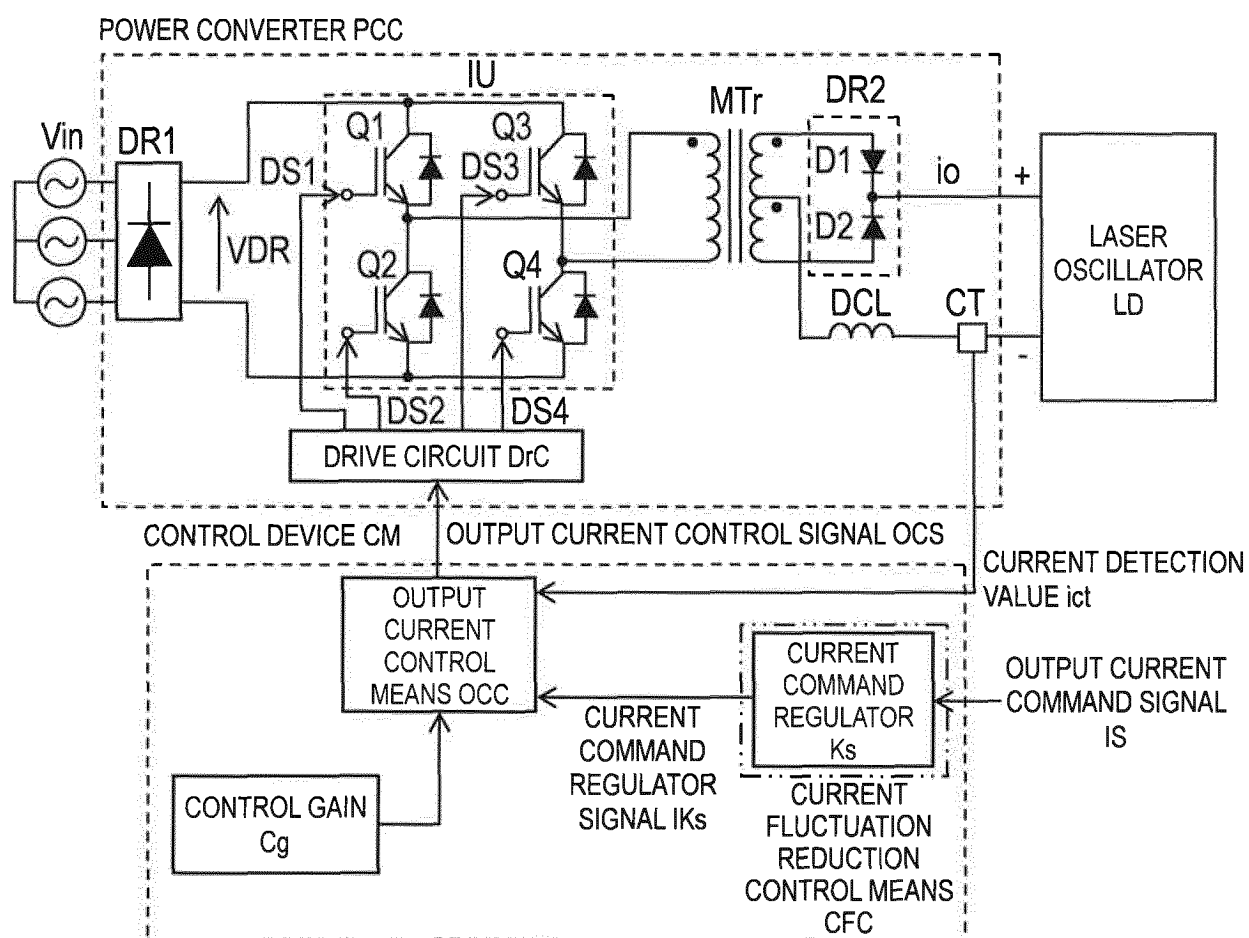 POWER CONVERTER PCC
IU
Vin
DR1
DS1
Q1
Q3
DS3
MTr
DR2
D1
D2
io
+
-
LASER
OSCILLATOR
LD
VDR
Q2
Q4
DCL
CT
DS2
DS4
DRIVE CIRCUIT DrC
CONTROL DEVICE CM
OUTPUT CURRENT CONTROL SIGNAL OCS
CURRENT DETECTION
VALUE ict
OUTPUT
CURRENT
CONTROL
MEANS OCC
CURRENT
COMMAND
REGULATOR
Ks
OUTPUT CURRENT
COMMAND SIGNAL
IS
CURRENT
COMMAND
REGULATOR
SIGNAL IKs
CONTROL GAIN
Cg
CURRENT
FLUCTUATION
REDUCTION
CONTROL MEANS
CFC